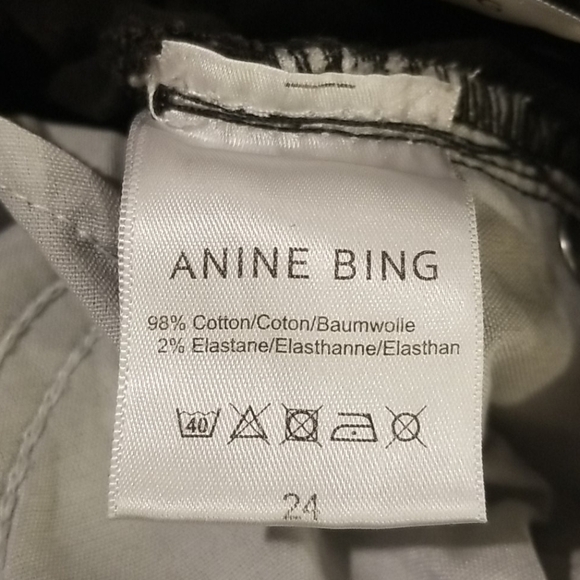 ANINE BING
98% Cotton/Coton/Baumwolle
2% Elastane/Elasthanne/Elasthan
40
24